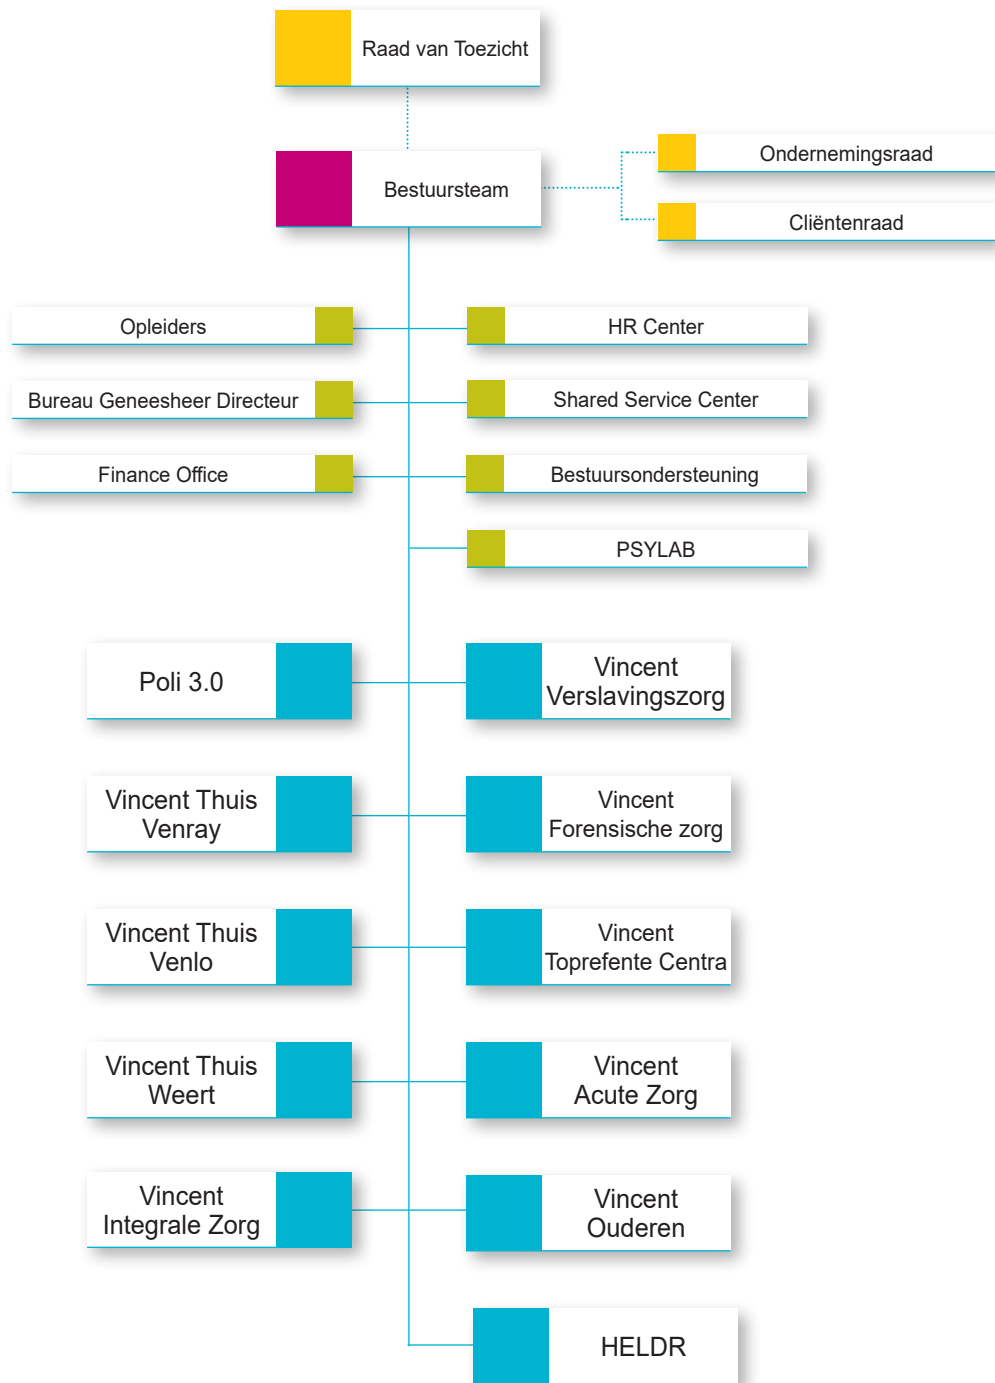 Raad van Toezicht
Bestuursteam
Ondernemingsraad
Cliëntenraad
Opleiders
HR Center
Bureau Geneesheer Directeur
Shared Service Center
Finance Office
Bestuursondersteuning
PSYLAB
Poli 3.0
Vincent
Verslavingszorg
Vincent Thuis
Venray
Vincent
Forensische zorg
Vincent Thuis
Venlo
Vincent
Toprefente Centra
Vincent Thuis
Weert
Vincent
Acute Zorg
Vincent
Integrale Zorg
Vincent
Ouderen
HELDR